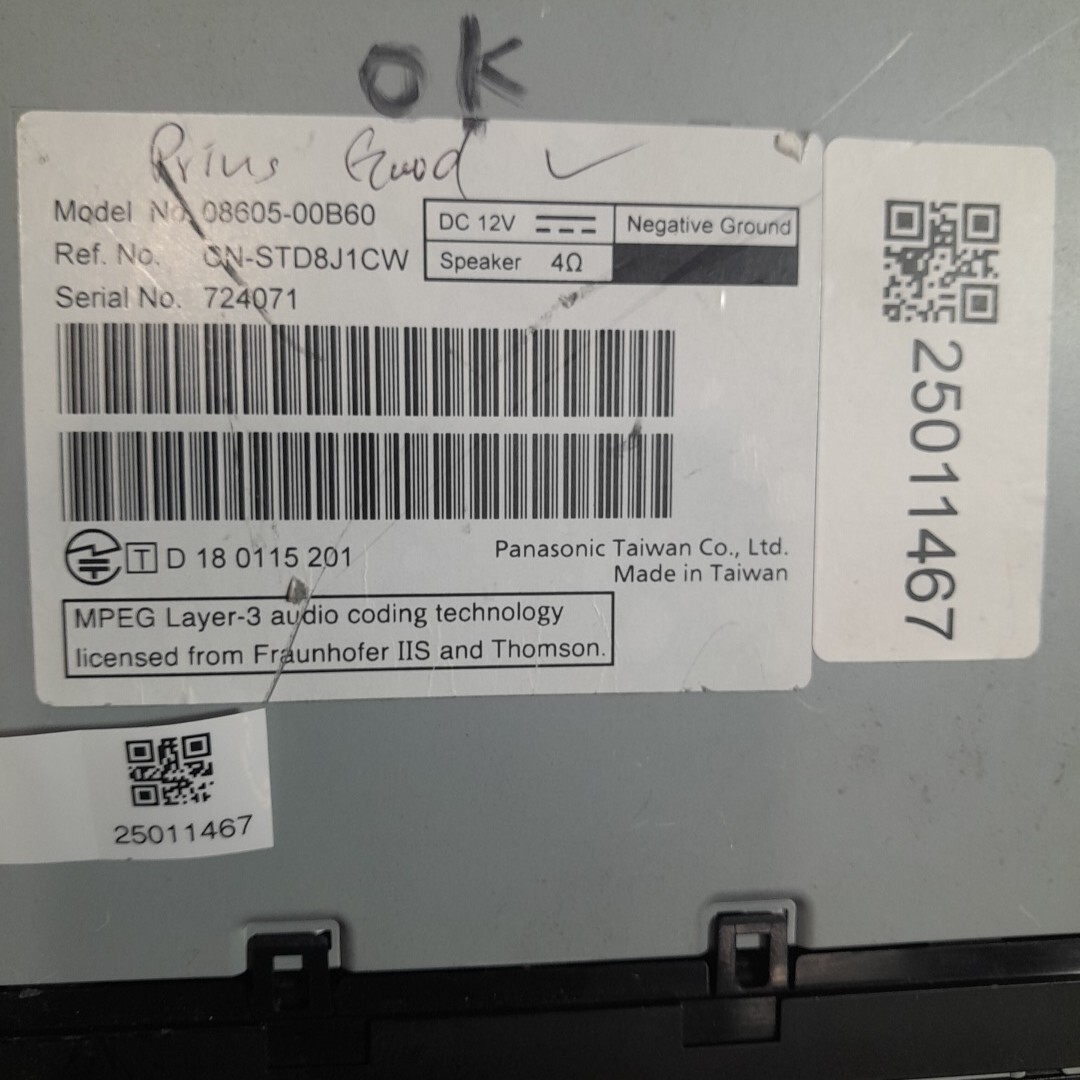 OK
Prius Good ✓
Model No. 08605-00B60
Ref. No. CN-STD8J1CW
Serial No. 724071
DC 12V
Negative Ground
Speaker 4Ω
T D 18 0115 201
Panasonic Taiwan Co., Ltd.
Made in Taiwan
MPEG Layer-3 audio coding technology
licensed from Fraunhofer IIS and Thomson.
25011467
25011467